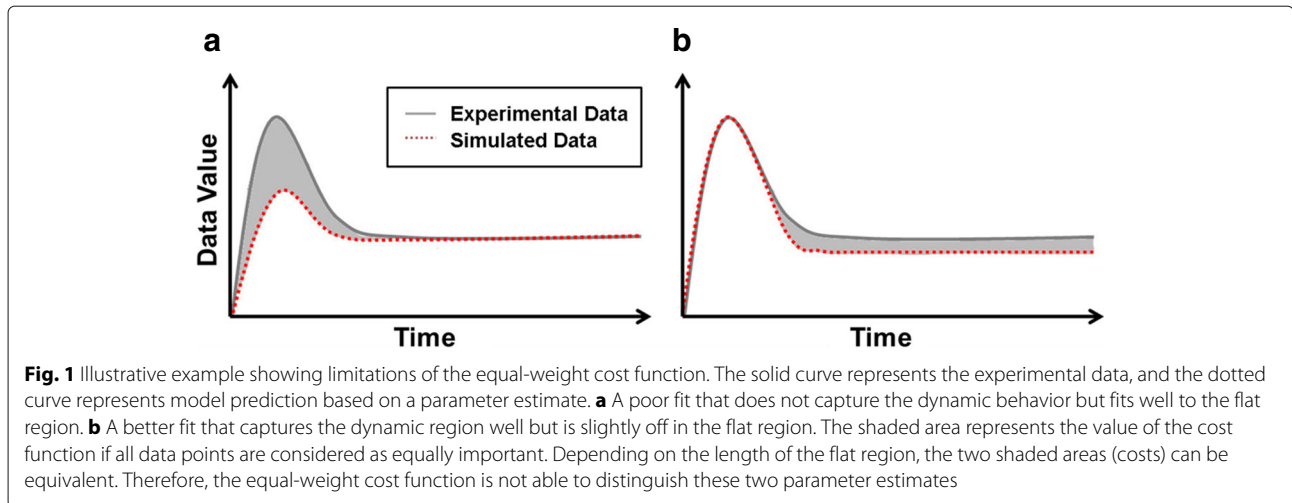 a
b
Experimental Data
Simulated Data
Data Value
Time
Time
Fig. 1 Illustrative example showing limitations of the equal-weight cost function. The solid curve represents the experimental data, and the dotted
curve represents model prediction based on a parameter estimate. a A poor fit that does not capture the dynamic behavior but fits well to the flat
region. b A better fit that captures the dynamic region well but is slightly off in the flat region. The shaded area represents the value of the cost
function if all data points are considered as equally important. Depending on the length of the flat region, the two shaded areas (costs) can be
equivalent. Therefore, the equal-weight cost function is not able to distinguish these two parameter estimates